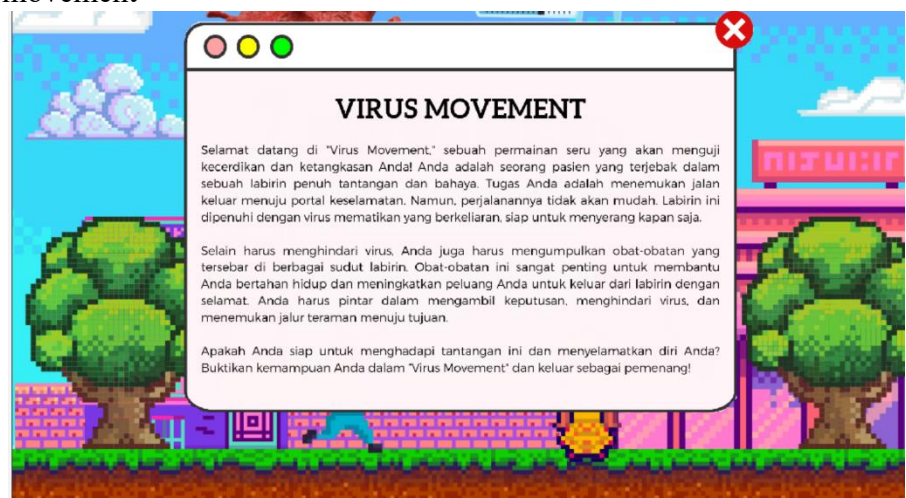 movement
VIRUS MOVEMENT
Selamat datang di "Virus Movement," sebuah permainan seru yang akan menguji
kecerdikan dan ketangkasan Anda! Anda adalah seorang pasien yang terjebak dalam
sebuah labirin penuh tantangan dan bahaya. Tugas Anda adalah menemukan jalan
keluar menuju portal keselamatan. Namun, perjalanannya tidak akan mudah. Labirin ini
dipenuhi dengan virus mematikan yang berkeliaran, siap untuk menyerang kapan saja.
Selain harus menghindari virus, Anda juga harus mengumpulkan obat-obatan yang
tersebar di berbagai sudut labirin. Obat-obatan ini sangat penting untuk membantu
Anda bertahan hidup dan meningkatkan peluang Anda untuk keluar dari labirin dengan
selamat. Anda harus pintar dalam mengambil keputusan, menghindari virus, dan
menemukan jalur teraman menuju tujuan.
Apakah Anda siap untuk menghadapi tantangan ini dan menyelamatkan diri Anda?
Buktikan kemampuan Anda dalam "Virus Movement" dan keluar sebagai pemenang!